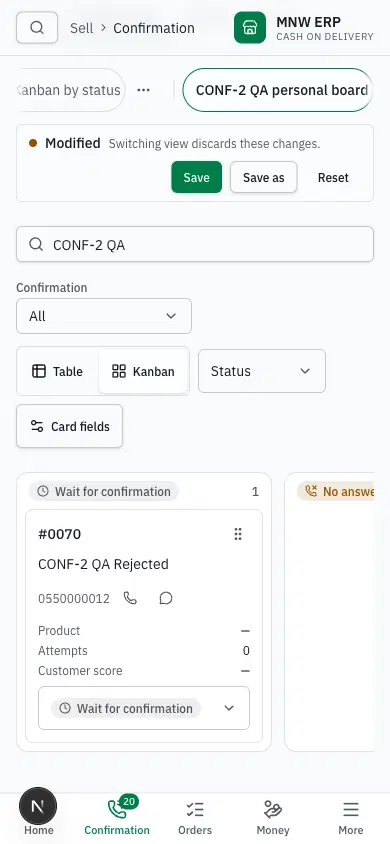 Sell > Confirmation
MNW ERP
CASH ON DELIVERY
Kanban by status
CONF-2 QA personal board
Modified Switching view discards these changes.
Save Save as Reset
CONF-2 QA
Confirmation
All
Table Kanban Status
Card fields
Wait for confirmation 1
No answe
#0070
CONF-2 QA Rejected
0550000012
Product –
Attempts 0
Customer score –
Wait for confirmation
N
20
Home Confirmation Orders Money More